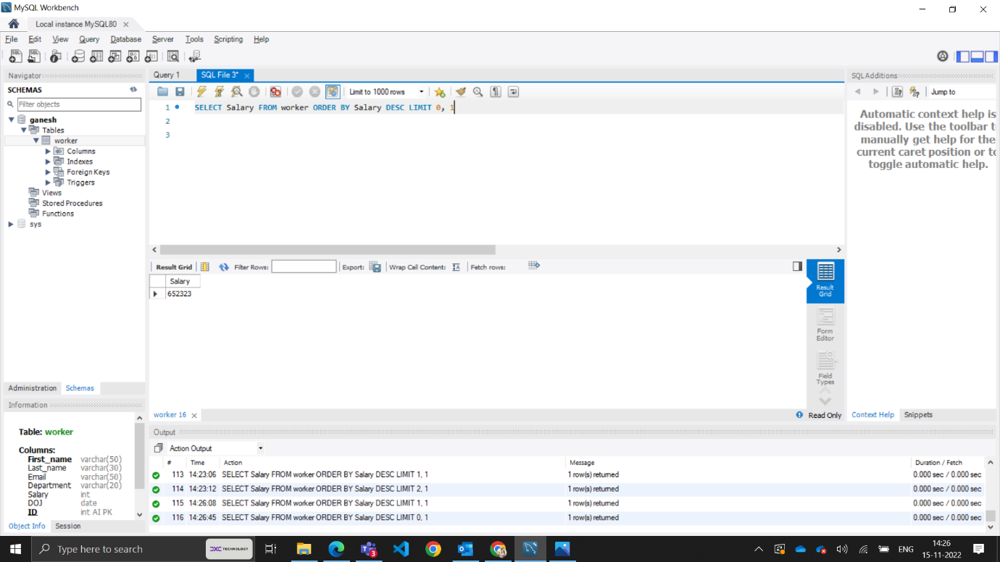 MySQL Workbench
Local instance MySQL80
File Edit View Query Database Server Tools Scripting Help
Navigator
SCHEMAS
Filter objects
ganesh
Tables
worker
Columns
Indexes
Foreign Keys
Triggers
Views
Stored Procedures
Functions
sys
Administration Schemas
Information
Table: worker
Columns:
First_name varchar(50)
Last_name varchar(30)
Email varchar(50)
Department varchar(20)
Salary int
DOJ date
ID int AI PK
Object Info Session
Query 1 SQL File 3*
Limit to 1000 rows
1 SELECT Salary FROM worker ORDER BY Salary DESC LIMIT 0, 1
2
3
Result Grid Filter Rows: Export: Wrap Cell Content: Fetch rows:
Salary
652323
Result Grid
Form Editor
Field Types
worker 16
Read Only
SQLAdditions
Jump to
Automatic context help is
disabled. Use the toolbar t
manually get help for the
current caret position or to
toggle automatic help.
Context Help Snippets
Output
Action Output
# Time Action Message Duration / Fetch
113 14:23:06 SELECT Salary FROM worker ORDER BY Salary DESC LIMIT 1, 1 1 row(s) returned 0.000 sec / 0.000 sec
114 14:23:12 SELECT Salary FROM worker ORDER BY Salary DESC LIMIT 2, 1 1 row(s) returned 0.000 sec / 0.000 sec
115 14:26:08 SELECT Salary FROM worker ORDER BY Salary DESC LIMIT 1, 1 1 row(s) returned 0.000 sec / 0.000 sec
116 14:26:45 SELECT Salary FROM worker ORDER BY Salary DESC LIMIT 0, 1 1 row(s) returned 0.000 sec / 0.000 sec
Type here to search
DXC TECHNOLOGY
3
ENG
14:26
15-11-2022